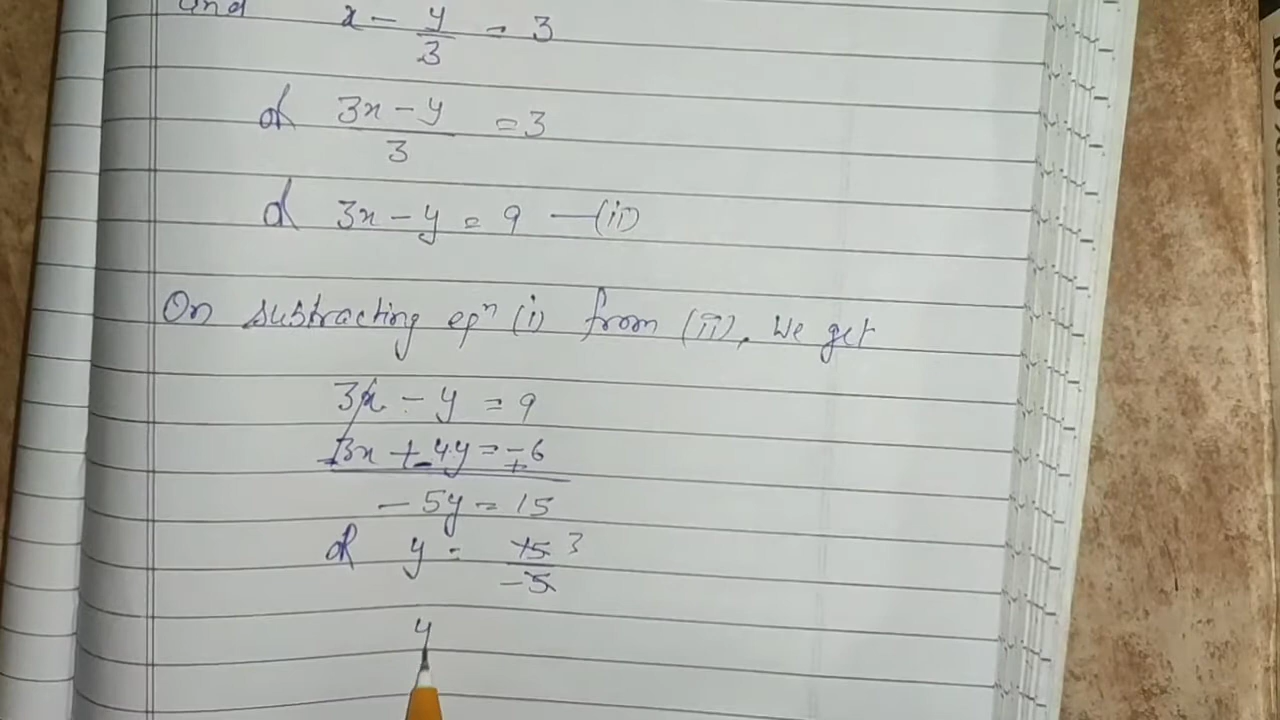 and x - y/3 = 3
or 3x - y/3 = 3
or 3x - y = 9 —(ii)
On subtracting eqⁿ (i) from (ii), we get
3x - y = 9
3x + 4y = -6
- - +
- 5y = 15
or y = 15/-5 3
y